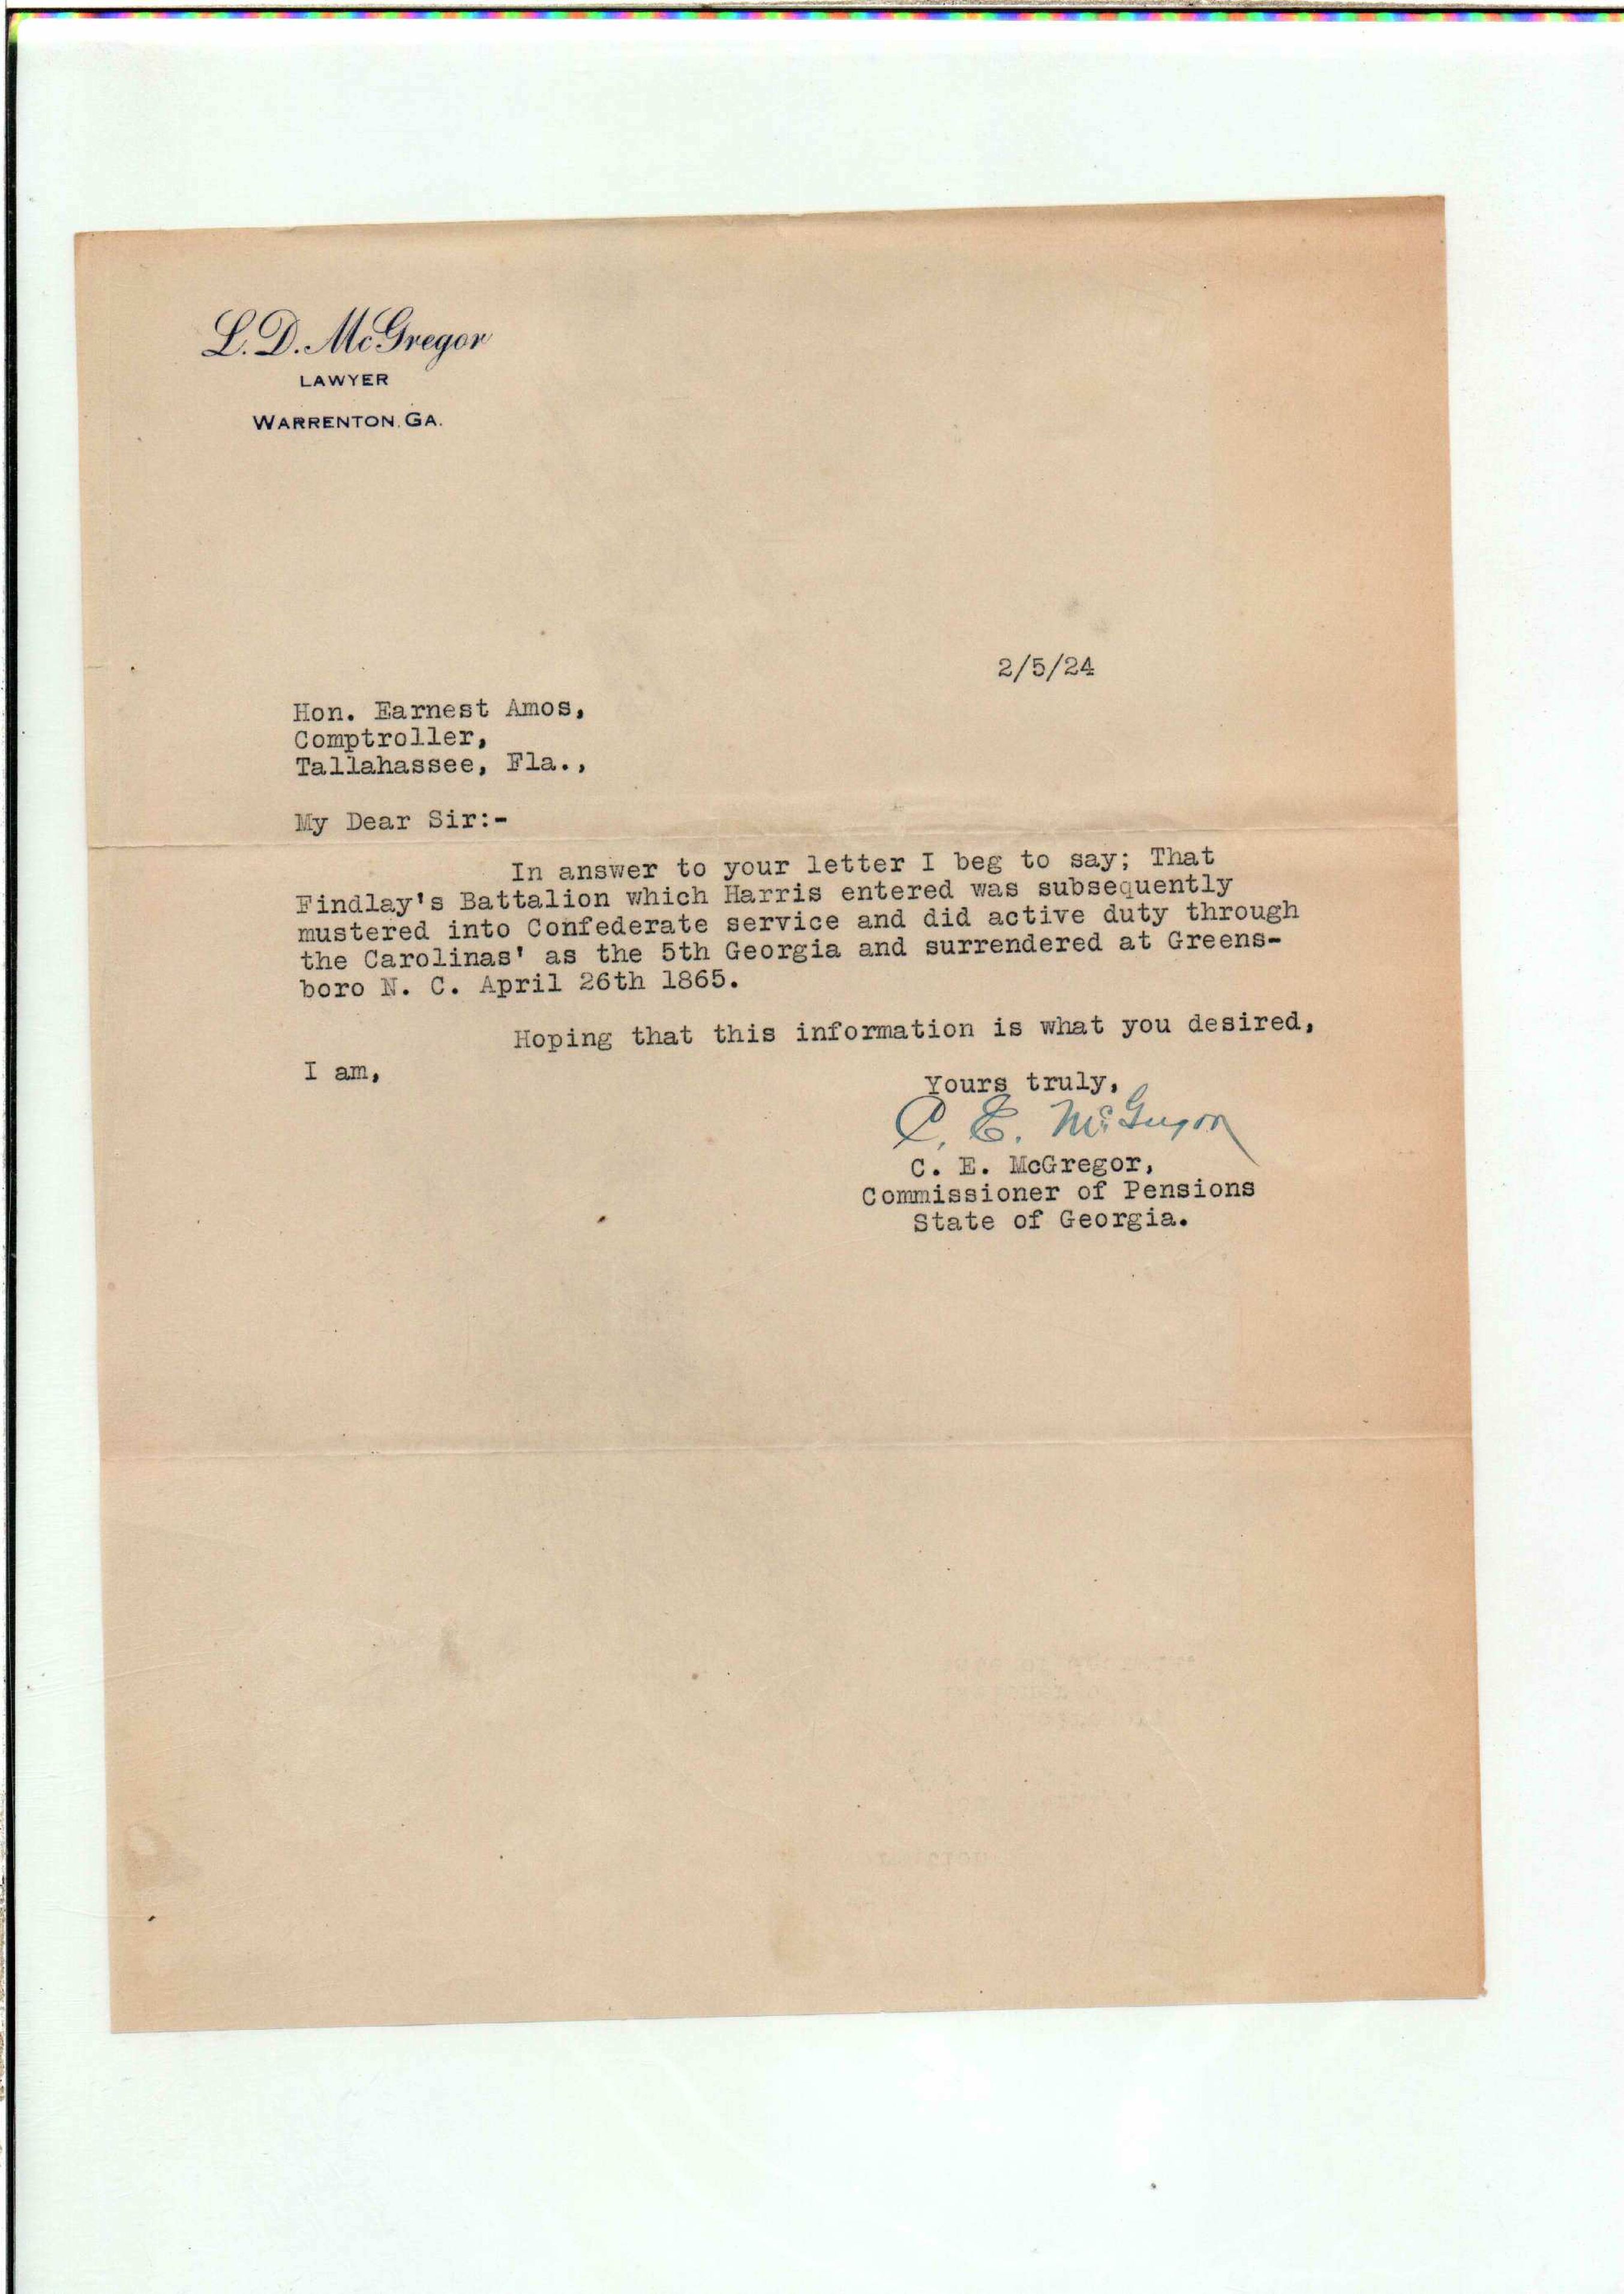 L. D. McGregor
LAWYER
WARRENTON, GA.
2/5/24
Hon. Earnest Amos,
Comptroller,
Tallahassee, Fla.,
My Dear Sir:-
In answer to your letter I beg to say; That
Findlay's Battalion which Harris entered was subsequently
mustered into Confederate service and did active duty through
the Carolinas' as the 5th Georgia and surrendered at Greens-
boro N. C. April 26th 1865.
Hoping that this information is what you desired,
I am,
Yours truly,
C. E. McGregor
C. E. McGregor,
Commissioner of Pensions
State of Georgia.